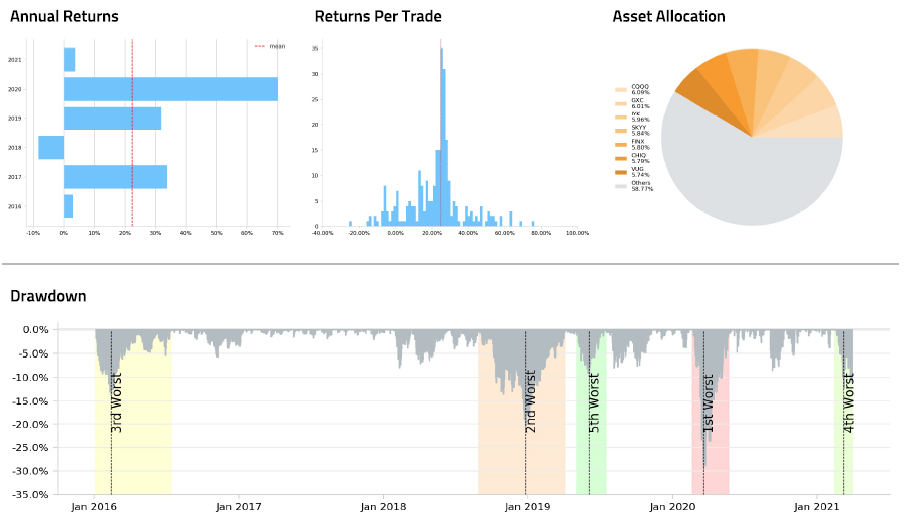 Annual Returns
Returns Per Trade
Asset Allocation
mean
2021
2020
2019
2018
2017
2016
-10%
0%
10%
20%
30%
40%
50%
60%
70%
35
30
25
20
15
10
5
0
-40.00%
-20.00%
0.00%
20.00%
40.00%
60.00%
80.00%
100.00%
CQQQ
6.09%
GXC
6.01%
5.96%
SKYY
5.84%
FINX
5.80%
CHIQ
5.79%
VUG
5.74%
Others
58.77%
Drawdown
0.0%
-5.0%
-10.0%
-15.0%
-20.0%
-25.0%
-30.0%
-35.0%
3rd Worst
2nd Worst
5th Worst
1st Worst
4th Worst
Jan 2016
Jan 2017
Jan 2018
Jan 2019
Jan 2020
Jan 2021